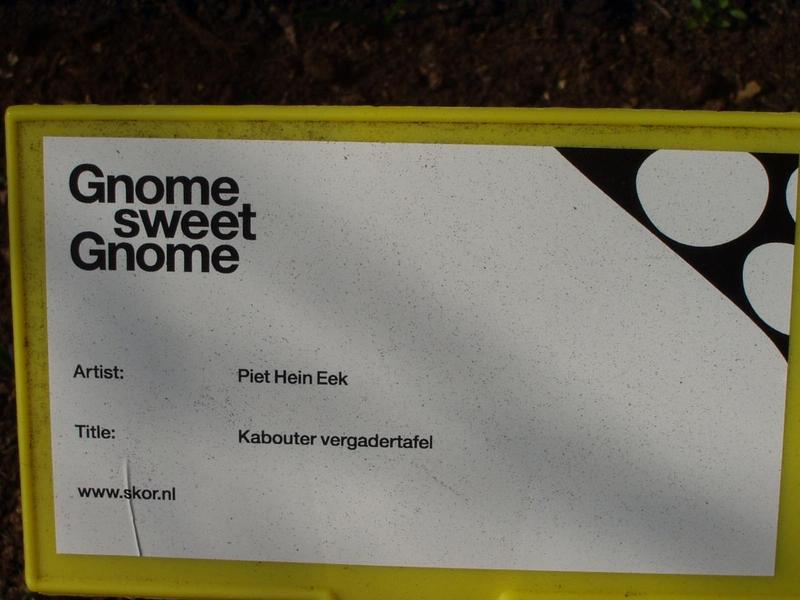 Gnome
sweet
Gnome
Artist: Piet Hein Eek
Title: Kabouter vergadertafel
www.skor.nl